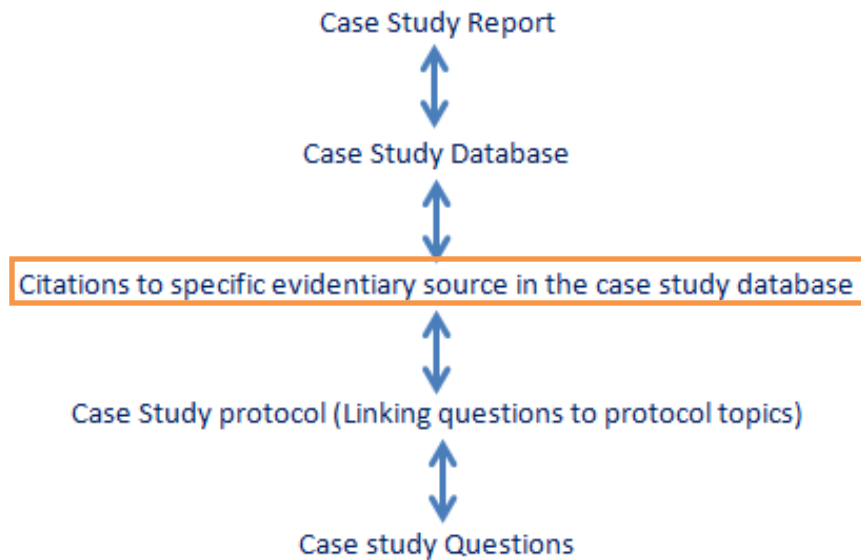 Case Study Report
Case Study Database
Citations to specific evidentiary source in the case study database
Case Study protocol (Linking questions to protocol topics)
Case study Questions